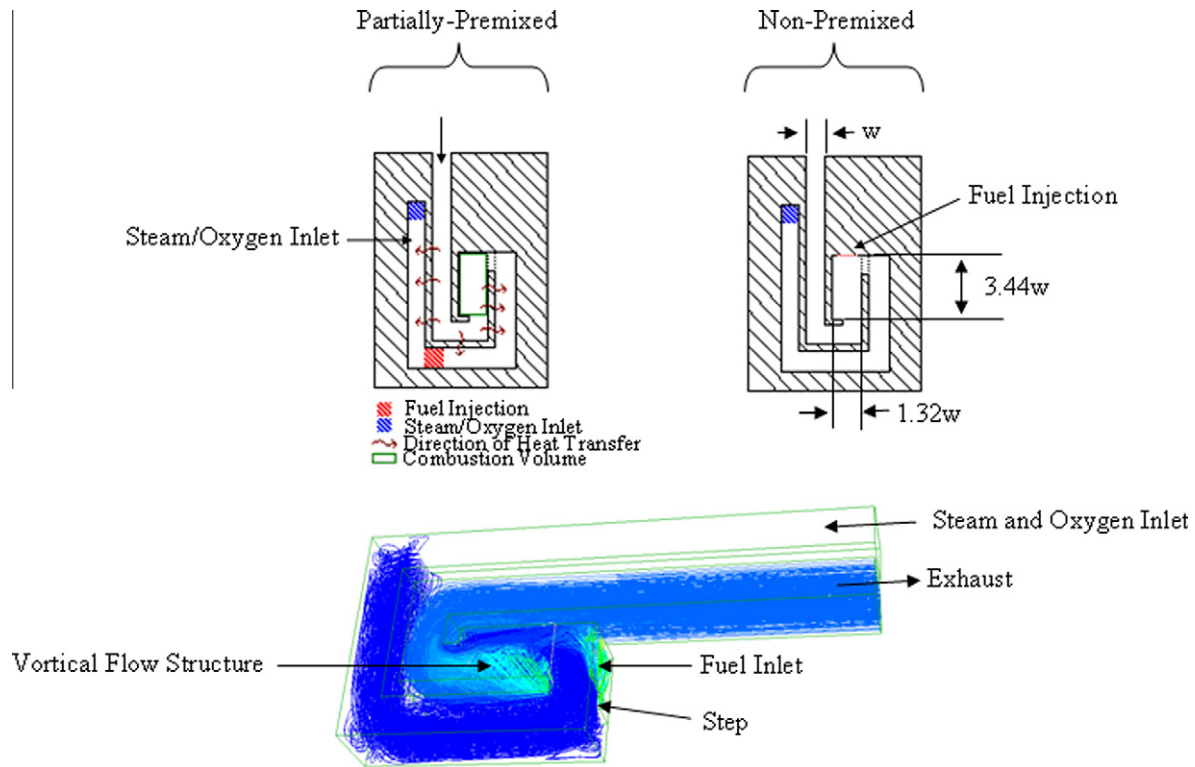 Partially-Premixed
Non-Premixed
w
Fuel Injection
Steam/Oxygen Inlet
3.44w
1.32w
Fuel Injection
Steam/Oxygen Inlet
Direction of Heat Transfer
Combustion Volume
Steam and Oxygen Inlet
Exhaust
Vortical Flow Structure
Fuel Inlet
Step